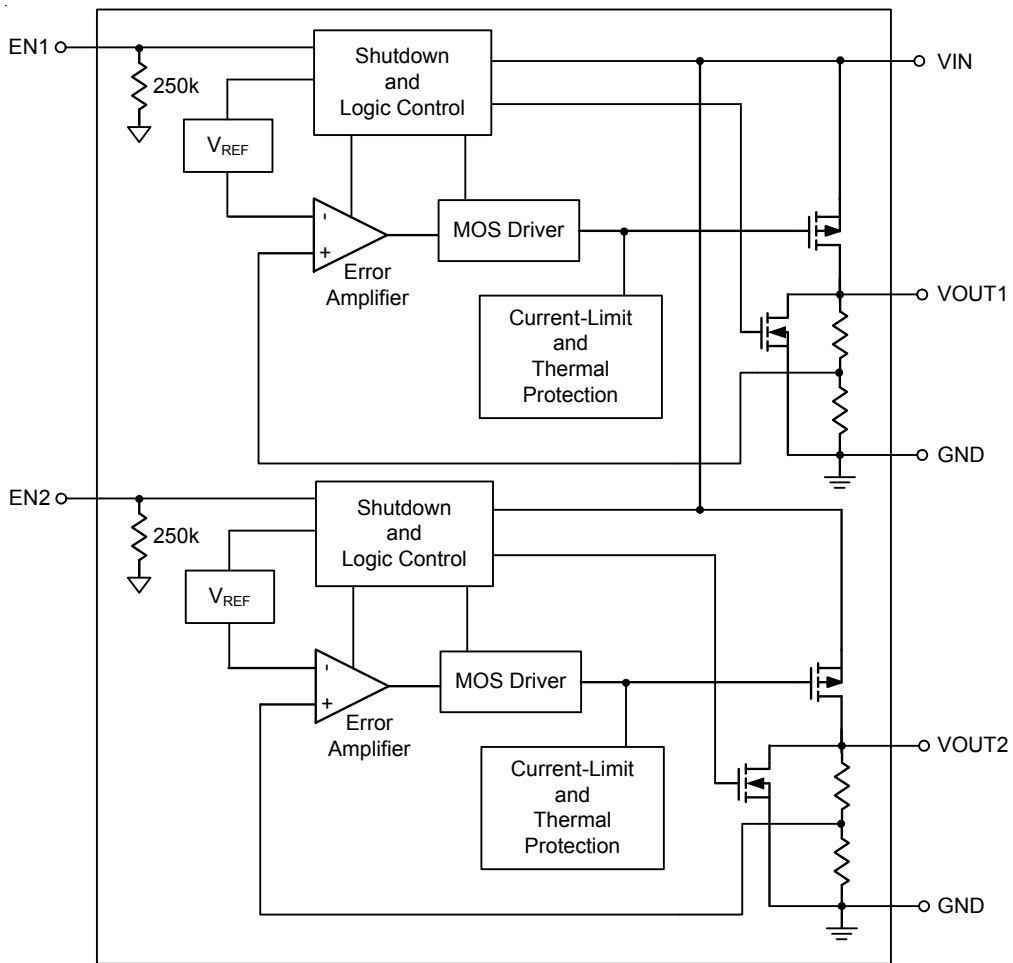 EN1
250k
Shutdown
and
Logic Control
VIN
VREF
-
+
Error
Amplifier
MOS Driver
Current-Limit
and
Thermal
Protection
VOUT1
GND
EN2
250k
Shutdown
and
Logic Control
VREF
-
+
Error
Amplifier
MOS Driver
Current-Limit
and
Thermal
Protection
VOUT2
GND